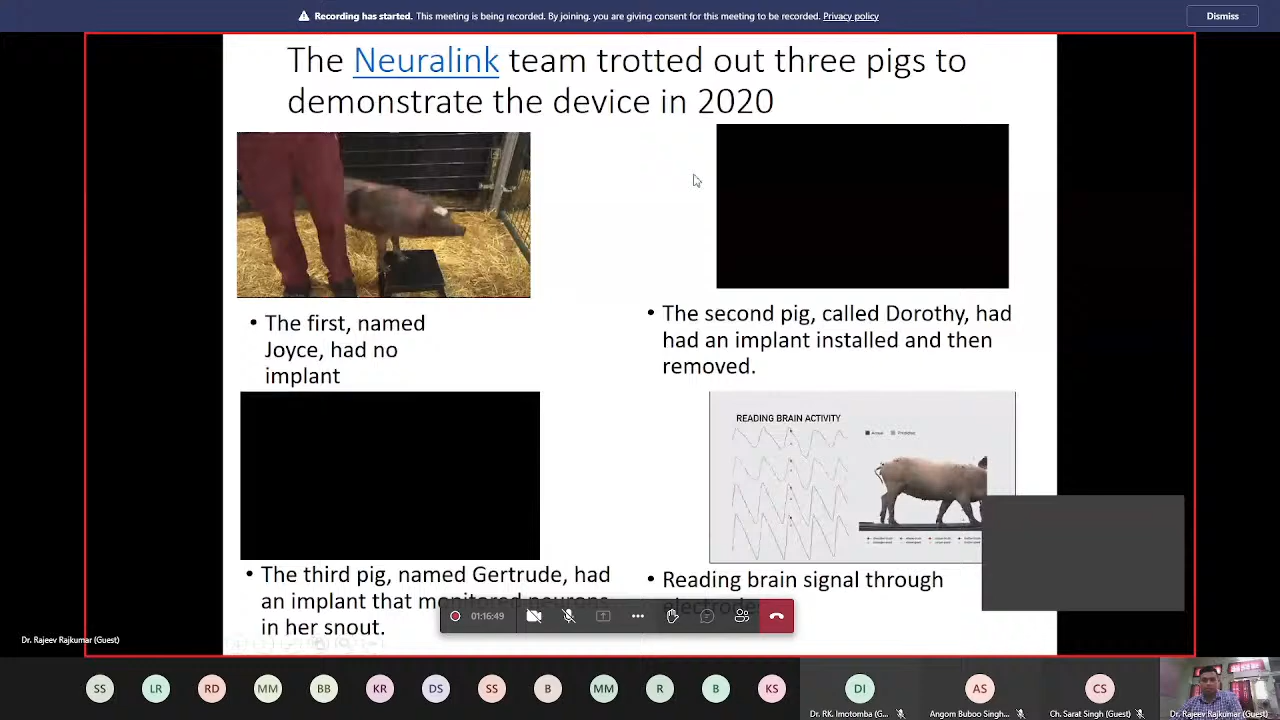 Recording has started. This meeting is being recorded. By joining, you are giving consent for this meeting to be recorded. Privacy policy
Dismiss
The Neuralink team trotted out three pigs to
demonstrate the device in 2020
• The first, named
Joyce, had no
implant
• The second pig, called Dorothy, had
had an implant installed and then
removed.
READING BRAIN ACTIVITY
• The third pig, named Gertrude, had
an implant that monitored neurons
in her snout.
• Reading brain signal through
01:16:49
Dr. Rajeev Rajkumar (Guest)
SS LR RD MM BB KR DS SS B MM R B KS DI AS CS
Dr. RK. Imotomba (G... Angom Buboo Singh... Ch. Sarat Singh (Guest) Dr. Rajeev Rajkumar (Guest)